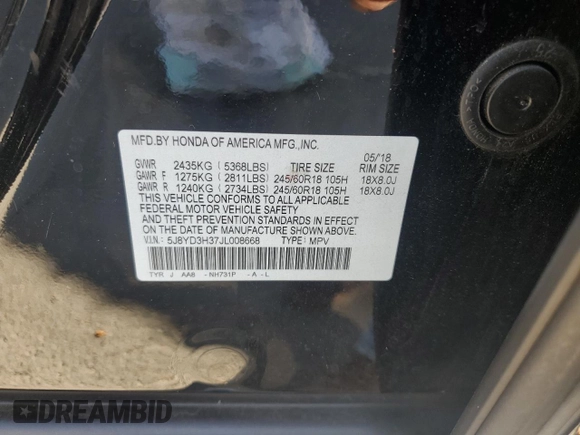 MFD.BY HONDA OF AMERICA MFG.,INC.
05/18
GVWR 2435KG ( 5368LBS) TIRE SIZE RIM SIZE
GAWR F 1275KG ( 2811LBS) 245/60R18 105H 18X8.0J
GAWR R 1240KG ( 2734LBS) 245/60R18 105H 18X8.0J
THIS VEHICLE CONFORMS TO ALL APPLICABLE
FEDERAL MOTOR VEHICLE SAFETY
AND THEFT PREVENTION STANDARDS IN EFFECT
ON THE DATE OF MANUFACTURE SHOWN ABOVE.
V.I.N.: 5J8YD3H37JL008668 TYPE: MPV
TYR J AA8 -NH731P -A -L
DREAMBID